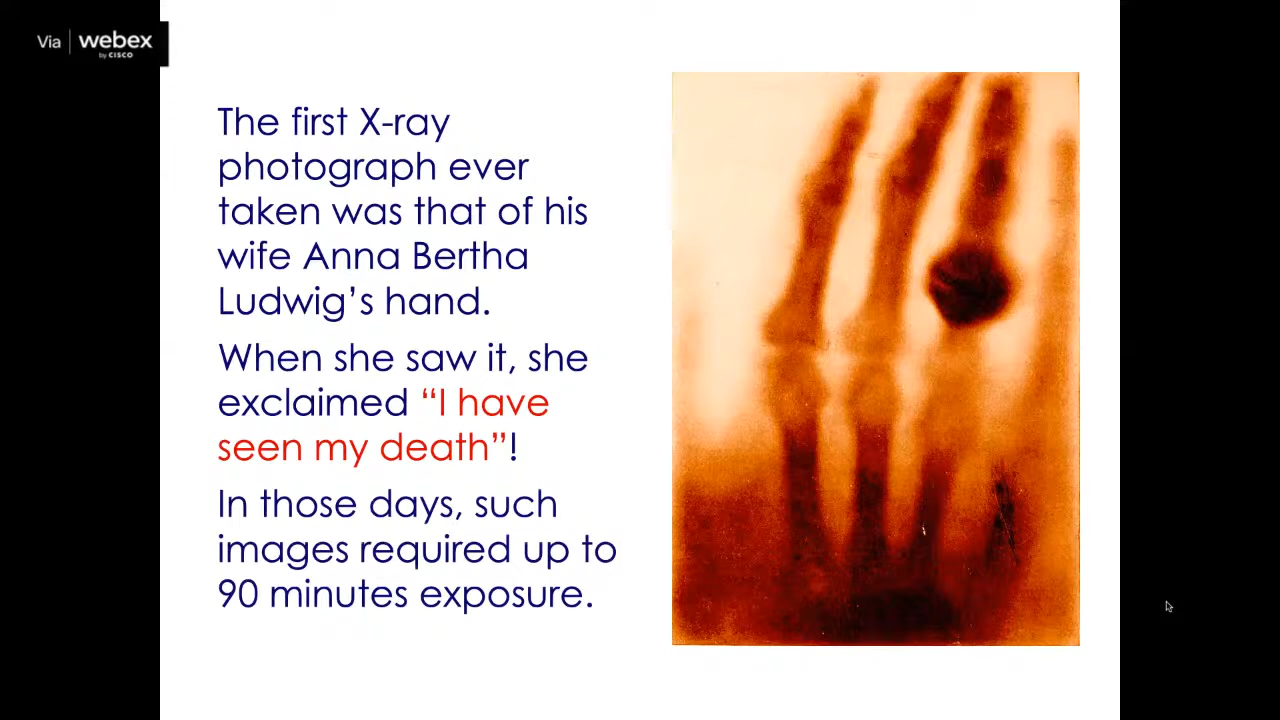 Via webex
by CISCO
The first X-ray
photograph ever
taken was that of his
wife Anna Bertha
Ludwig’s hand.
When she saw it, she
exclaimed “I have
seen my death”!
In those days, such
images required up to
90 minutes exposure.